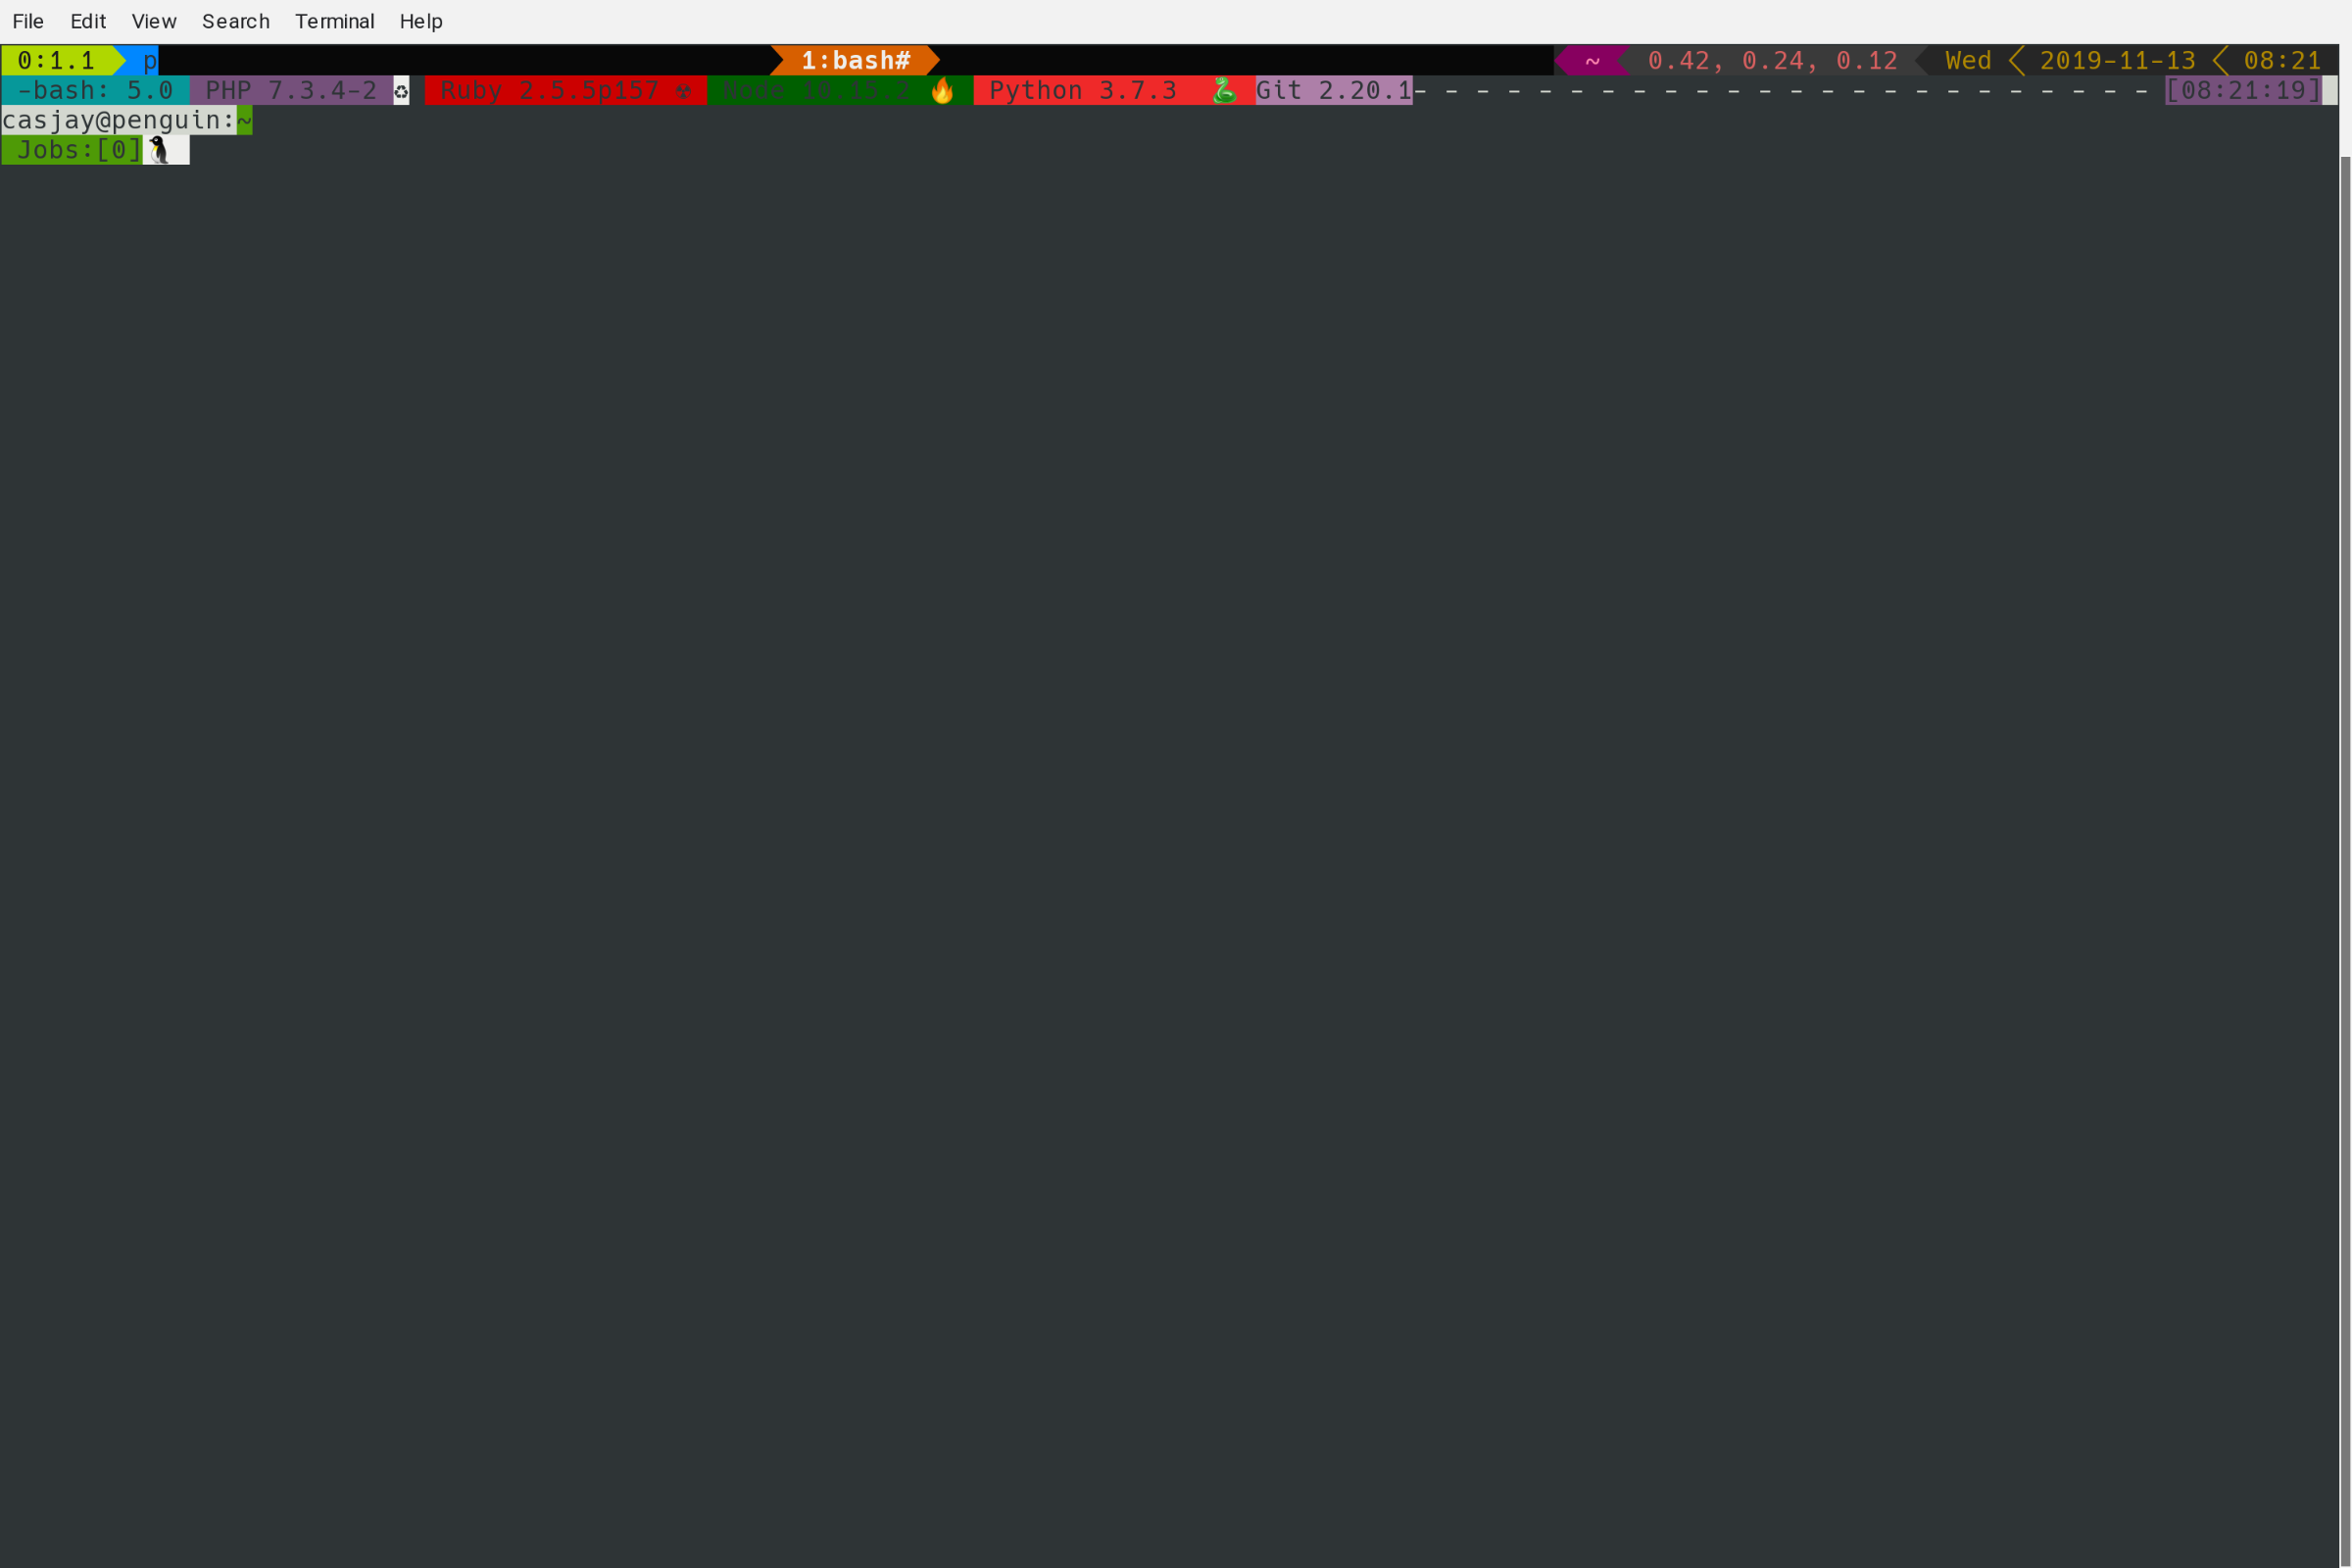 File Edit View Search Terminal Help
0:1.1 p 1:bash# ~ 0.42, 0.24, 0.12 Wed 2019-11-13 08:21
-bash: 5.0 PHP 7.3.4-2 ♻ Ruby 2.5.5p157 ☢ Node 10.15.2 🔥 Python 3.7.3 🐍 Git 2.20.1- - - - - - - - - - - - - - - - - - - - - - - - [08:21:19]
casjay@penguin:~
Jobs:[0]🐧